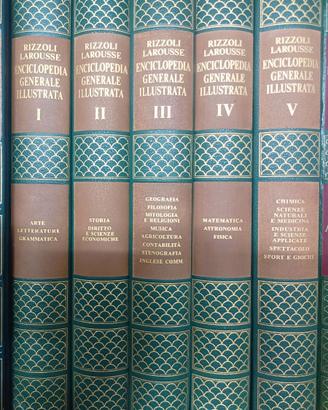 RIZZOLI
LAROUSSE
ENCICLOPEDIA
GENERALE
ILLUSTRATA
I
ARTE
LETTERATURE
GRAMMATICA
RIZZOLI
LAROUSSE
ENCICLOPEDIA
GENERALE
ILLUSTRATA
II
STORIA
DIRITTO
E SCIENZE
ECONOMICHE
RIZZOLI
LAROUSSE
ENCICLOPEDIA
GENERALE
ILLUSTRATA
III
GEOGRAFIA
FILOSOFIA
MITOLOGIA
E RELIGIONI
MUSICA
AGRICOLTURA
CONTABILITÀ
STENOGRAFIA
INGLESE COMM.
RIZZOLI
LAROUSSE
ENCICLOPEDIA
GENERALE
ILLUSTRATA
IV
MATEMATICA
ASTRONOMIA
FISICA
RIZZOLI
LAROUSSE
ENCICLOPEDIA
GENERALE
ILLUSTRATA
V
CHIMICA
SCIENZE
NATURALI
E MEDICINA
INDUSTRIA
E SCIENZE
APPLICATE
SPETTACOLO
SPORT E GIOCHI